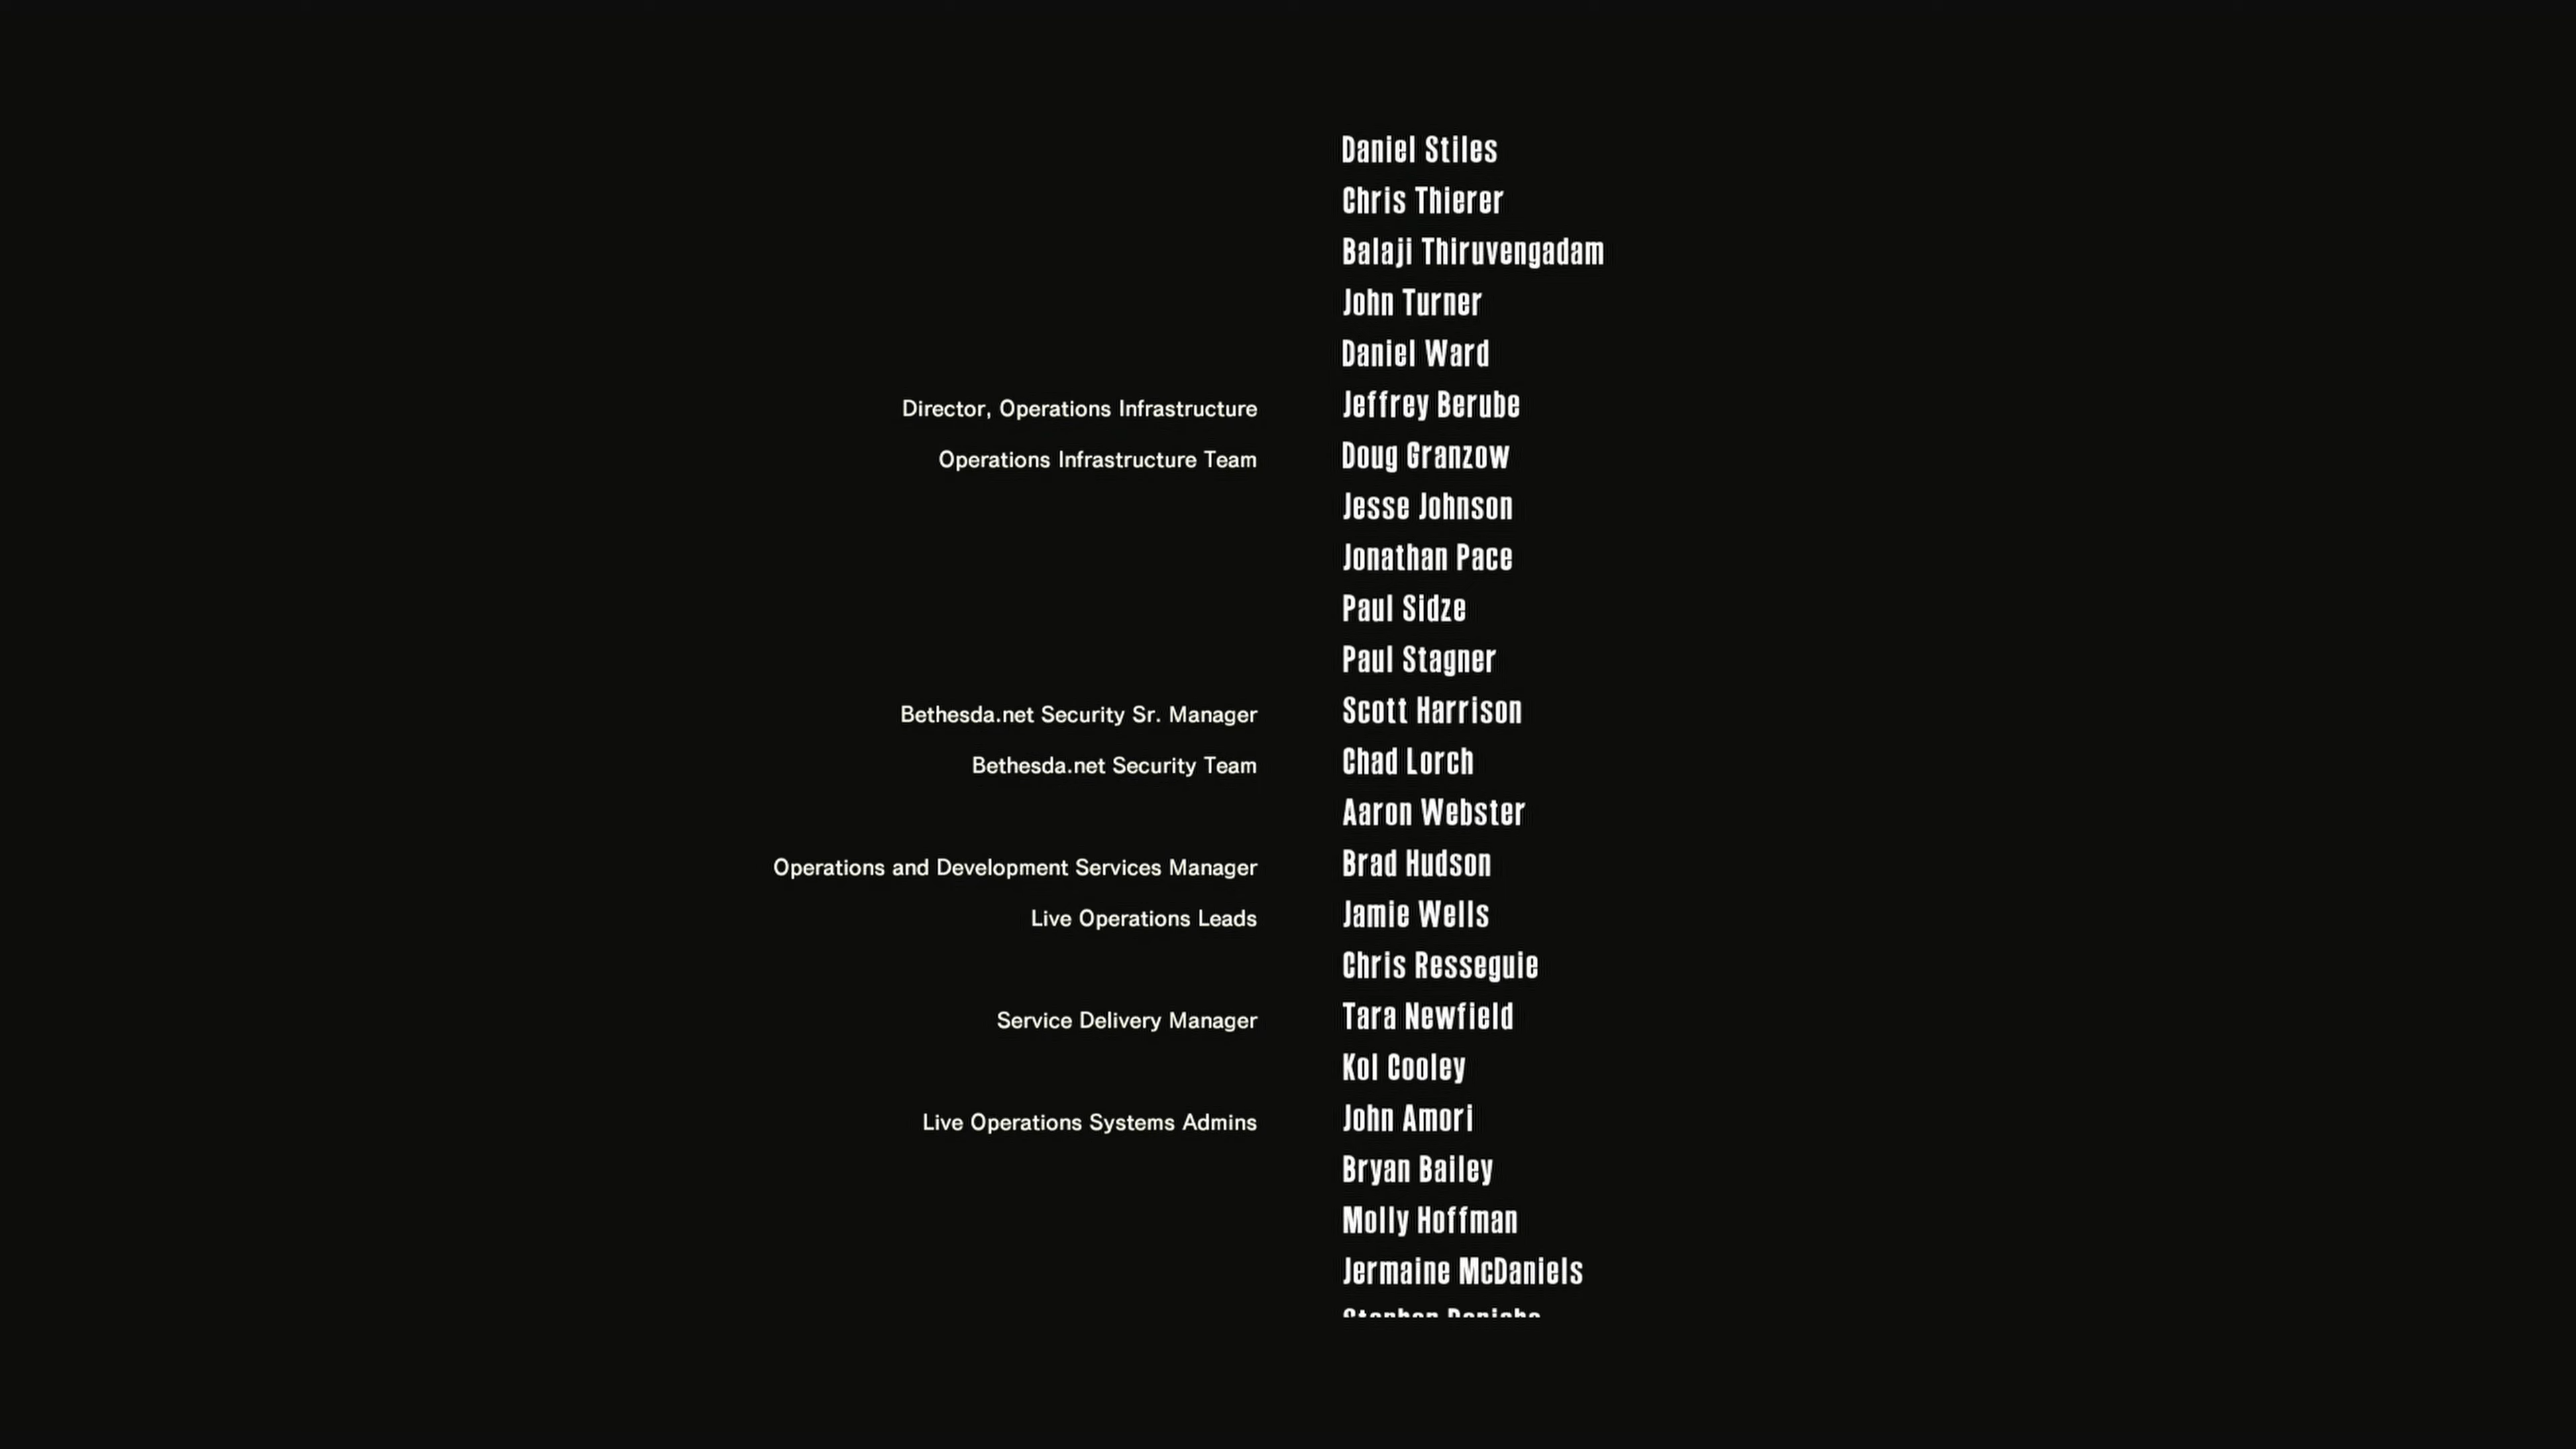 Daniel Stiles
Chris Thierer
Balaji Thiruvengadam
John Turner
Daniel Ward
Director, Operations Infrastructure Jeffrey Berube
Operations Infrastructure Team Doug Granzow
Jesse Johnson
Jonathan Pace
Paul Sidze
Paul Stagner
Bethesda.net Security Sr. Manager Scott Harrison
Bethesda.net Security Team Chad Lorch
Aaron Webster
Operations and Development Services Manager Brad Hudson
Live Operations Leads Jamie Wells
Chris Resseguie
Service Delivery Manager Tara Newfield
Kol Cooley
Live Operations Systems Admins John Amori
Bryan Bailey
Molly Hoffman
Jermaine McDaniels